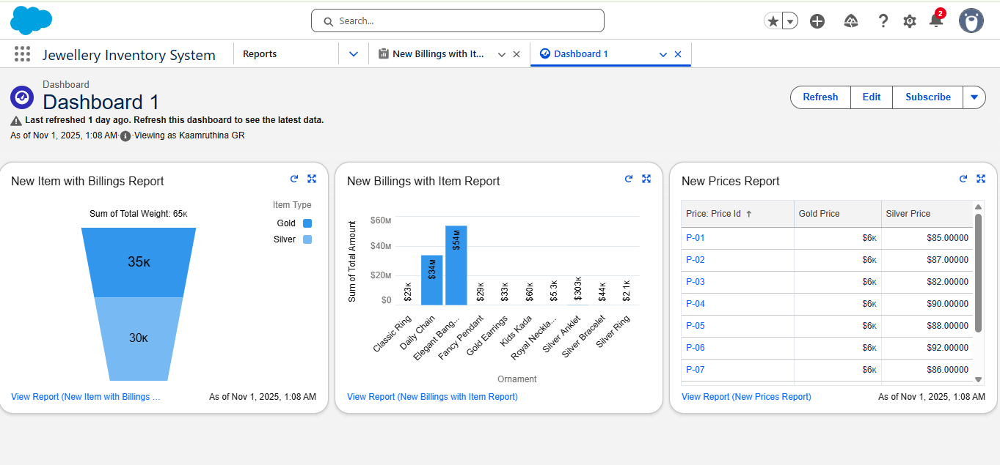 Search...
2
Jewellery Inventory System
Reports
New Billings with It...
Dashboard 1
Dashboard
Dashboard 1
Last refreshed 1 day ago. Refresh this dashboard to see the latest data.
As of Nov 1, 2025, 1:08 AM·Viewing as Kaamruthina GR
Refresh
Edit
Subscribe
New Item with Billings Report
Item Type
Sum of Total Weight: 65K
Gold
Silver
35K
30K
View Report (New Item with Billings ...
As of Nov 1, 2025, 1:08 AM
New Billings with Item Report
Sum of Total Amount
$60M
$40M
$20M
$0
$23K
$34M
$54M
$29K
$33K
$60K
$5.3K
$303K
$44K
$2.1K
Classic Ring
Daily Chain
Elegant Bang...
Fancy Pendant
Gold Earrings
Kids Kada
Royal Neckla...
Silver Anklet
Silver Bracelet
Silver Ring
Ornament
View Report (New Billings with Item Report)
New Prices Report
Price: Price Id ↑ Gold Price Silver Price
P-01 $6K $85.00000
P-02 $6K $87.00000
P-03 $6K $82.00000
P-04 $6K $90.00000
P-05 $6K $88.00000
P-06 $6K $92.00000
P-07 $6K $86.00000
View Report (New Prices Report)
As of Nov 1, 2025, 1:08 AM